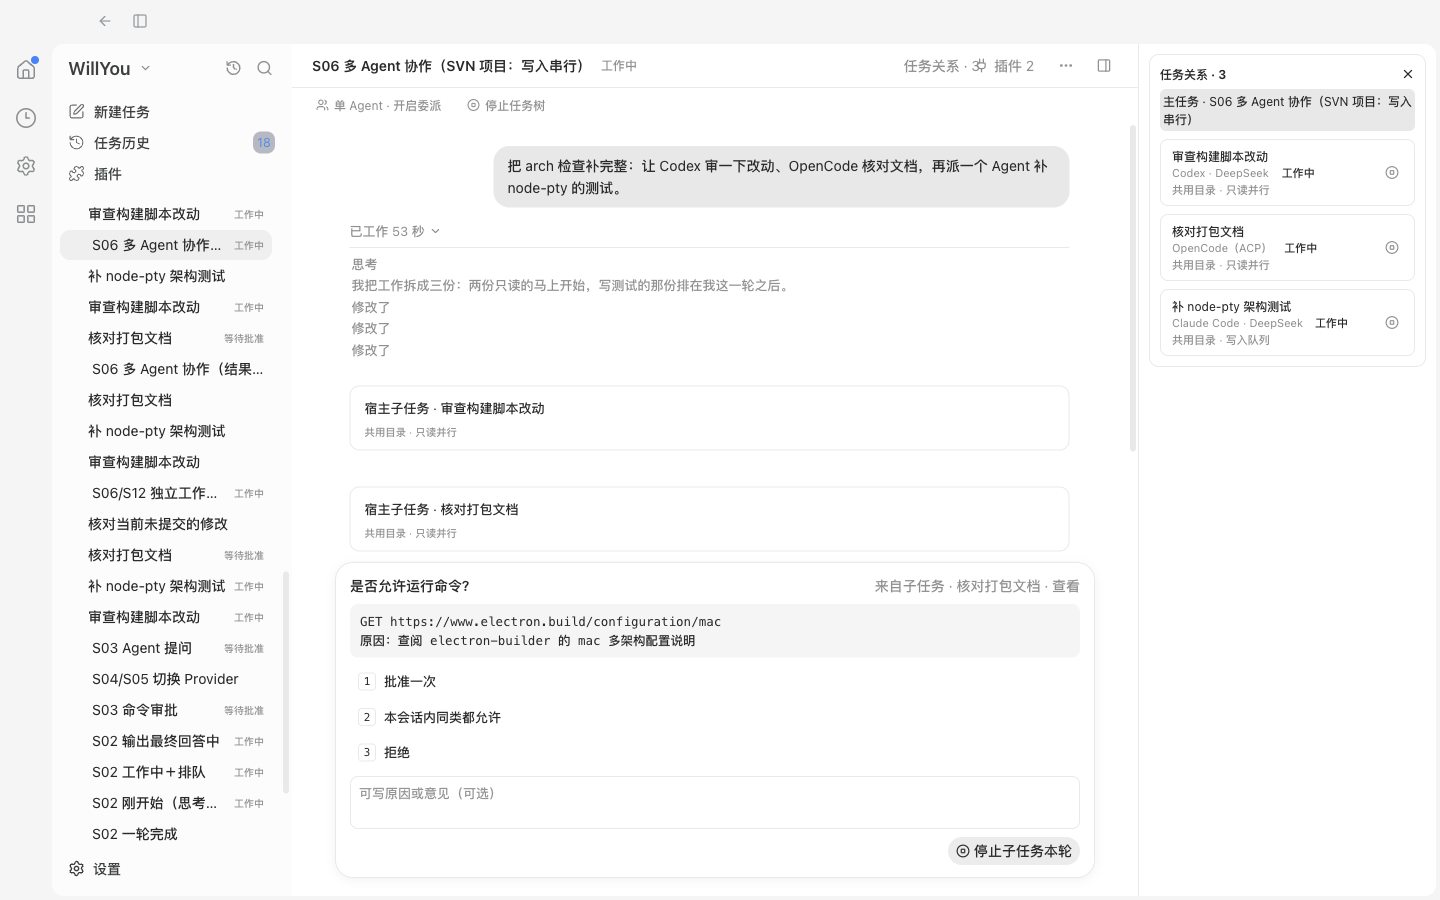 WillYou
新建任务
任务历史
18
插件
审查构建脚本改动 工作中
S06 多 Agent 协作... 工作中
补 node-pty 架构测试
审查构建脚本改动 工作中
核对打包文档 等待批准
S06 多 Agent 协作（结果...
核对打包文档
补 node-pty 架构测试
审查构建脚本改动
S06/S12 独立工作... 工作中
核对当前未提交的修改
核对打包文档 等待批准
补 node-pty 架构测试 工作中
审查构建脚本改动 工作中
S03 Agent 提问 等待批准
S04/S05 切换 Provider
S03 命令审批 等待批准
S02 输出最终回答中 工作中
S02 工作中＋排队 工作中
S02 刚开始（思考... 工作中
S02 一轮完成
设置
S06 多 Agent 协作（SVN 项目：写入串行） 工作中
任务关系 · 3 插件 2
单 Agent · 开启委派 停止任务树
把 arch 检查补完整：让 Codex 审一下改动、OpenCode 核对文档，再派一个 Agent 补
node-pty 的测试。
已工作 53 秒
思考
我把工作拆成三份：两份只读的马上开始，写测试的那份排在我这一轮之后。
修改了
修改了
修改了
宿主子任务 · 审查构建脚本改动
共用目录 · 只读并行
宿主子任务 · 核对打包文档
共用目录 · 只读并行
是否允许运行命令? 来自子任务 · 核对打包文档 · 查看
GET https://www.electron.build/configuration/mac
原因：查阅 electron-builder 的 mac 多架构配置说明
1 批准一次
2 本会话内同类都允许
3 拒绝
可写原因或意见（可选）
停止子任务本轮
任务关系 · 3
主任务 · S06 多 Agent 协作（SVN 项目：写入
串行）
审查构建脚本改动
Codex · DeepSeek 工作中
共用目录 · 只读并行
核对打包文档
OpenCode（ACP） 工作中
共用目录 · 只读并行
补 node-pty 架构测试
Claude Code · DeepSeek 工作中
共用目录 · 写入队列